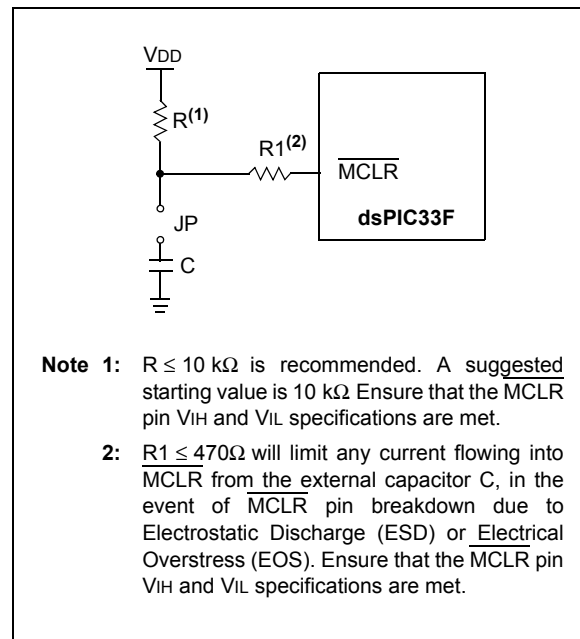 VDD
R(1)
R1(2)
MCLR
dsPIC33F
JP
C
Note 1: R ≤ 10 kΩ is recommended. A suggested
starting value is 10 kΩ Ensure that the MCLR
pin VIH and VIL specifications are met.
2: R1 ≤ 470Ω will limit any current flowing into
MCLR from the external capacitor C, in the
event of MCLR pin breakdown due to
Electrostatic Discharge (ESD) or Electrical
Overstress (EOS). Ensure that the MCLR pin
VIH and VIL specifications are met.